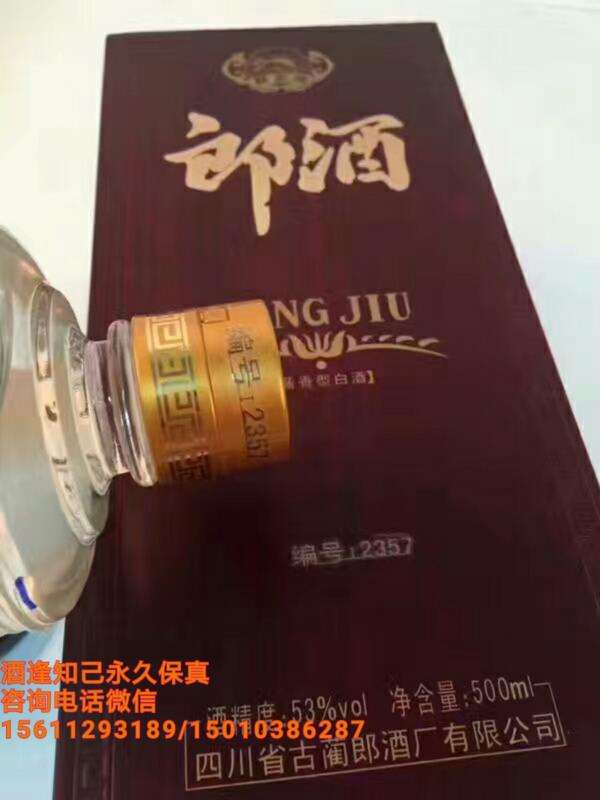 郎酒
NG JIU
香型白酒】
编号:2357
编号:2357
酒精度:53%vol 净含量:500ml
四川省古蔺郎酒厂有限公司
酒逢知己永久保真
咨询电话微信
15611293189/15010386287